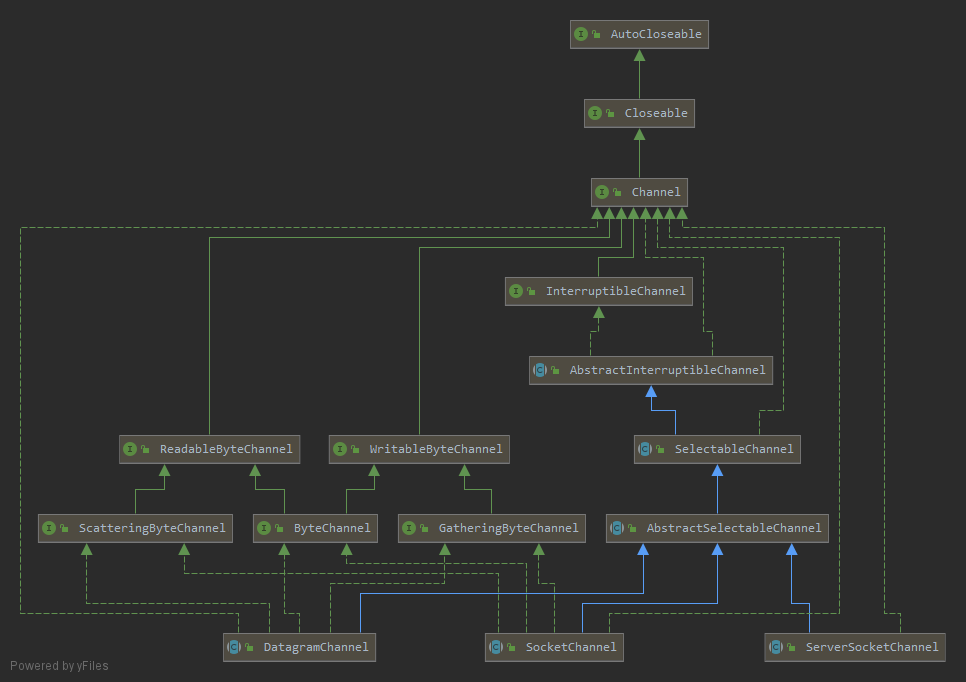 AutoCloseable
Closeable
Channel
InterruptibleChannel
AbstractInterruptibleChannel
ReadableByteChannel
WritableByteChannel
SelectableChannel
ScatteringByteChannel
ByteChannel
GatheringByteChannel
AbstractSelectableChannel
DatagramChannel
SocketChannel
ServerSocketChannel
Powered by yFiles